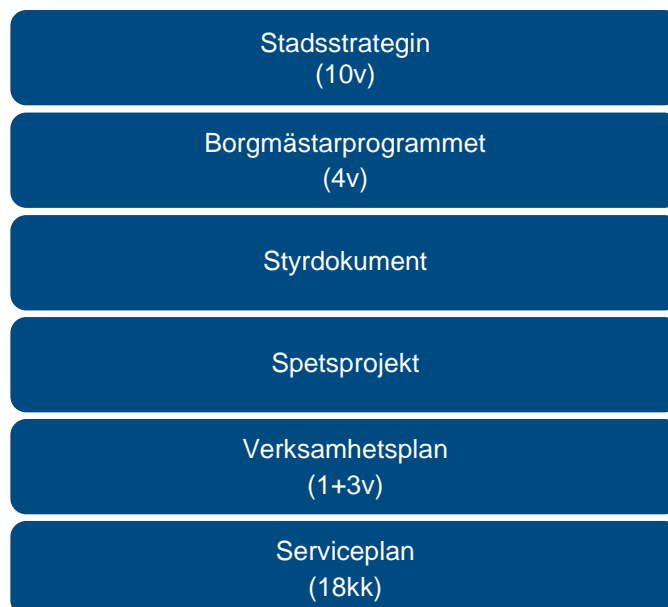 Stadsstrategin
(10v)
Borgmästarprogrammet
(4v)
Styrdokument
Spetsprojekt
Verksamhetsplan
(1+3v)
Serviceplan
(18kk)